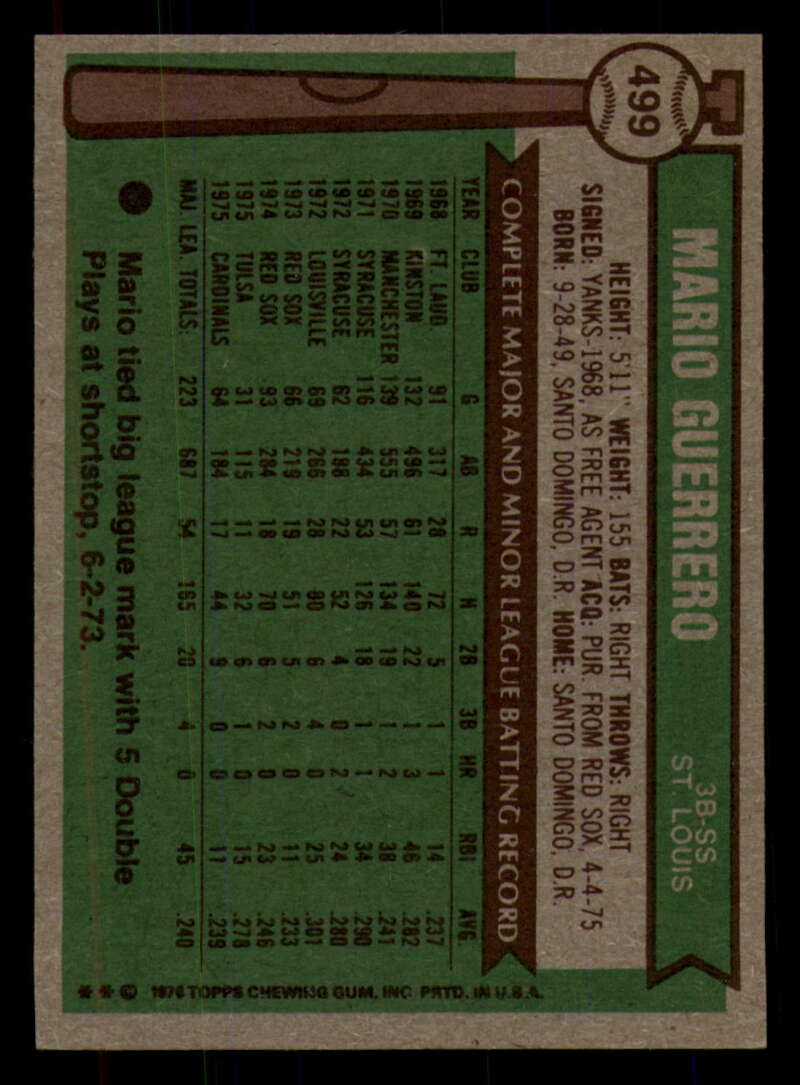 499
MARIO GUERRERO
3B-SS
ST. LOUIS
HEIGHT: 5'11" WEIGHT: 155 BATS: RIGHT THROWS: RIGHT
SIGNED: YANKS-1968, AS FREE AGENT ACQ: PUR. FROM RED SOX, 4-4-75
BORN: 9-28-49, SANTO DOMINGO, D.R. HOME: SANTO DOMINGO, D.R.
COMPLETE MAJOR AND MINOR LEAGUE BATTING RECORD
YEAR CLUB G AB R H 2B 3B HR RBI AVG.
1968 FT. LAUD 91 317 28 72 5 1 1 14 .237
1969 KINSTON 132 496 61 140 22 1 3 46 .282
1970 MANCHESTER 139 555 57 134 19 1 2 38 .241
1971 SYRACUSE 116 434 53 126 18 1 1 34 .290
1972 SYRACUSE 62 186 22 52 4 0 2 24 .280
1972 LOUISVILLE 69 266 28 80 6 4 0 25 .301
1973 RED SOX 66 219 19 51 5 2 0 11 .233
1974 RED SOX 93 284 18 70 6 2 0 23 .246
1975 TULSA 31 115 11 32 6 1 0 15 .278
1975 CARDINALS 64 184 17 44 9 0 0 11 .239
MAJ. LEA. TOTALS: 223 687 54 165 20 4 0 45 .240
Mario tied big league mark with 5 Double
Plays at shortstop, 6-2-73.
* * © 1976 TOPPS CHEWING GUM, INC. PRTD. IN U.S.A.